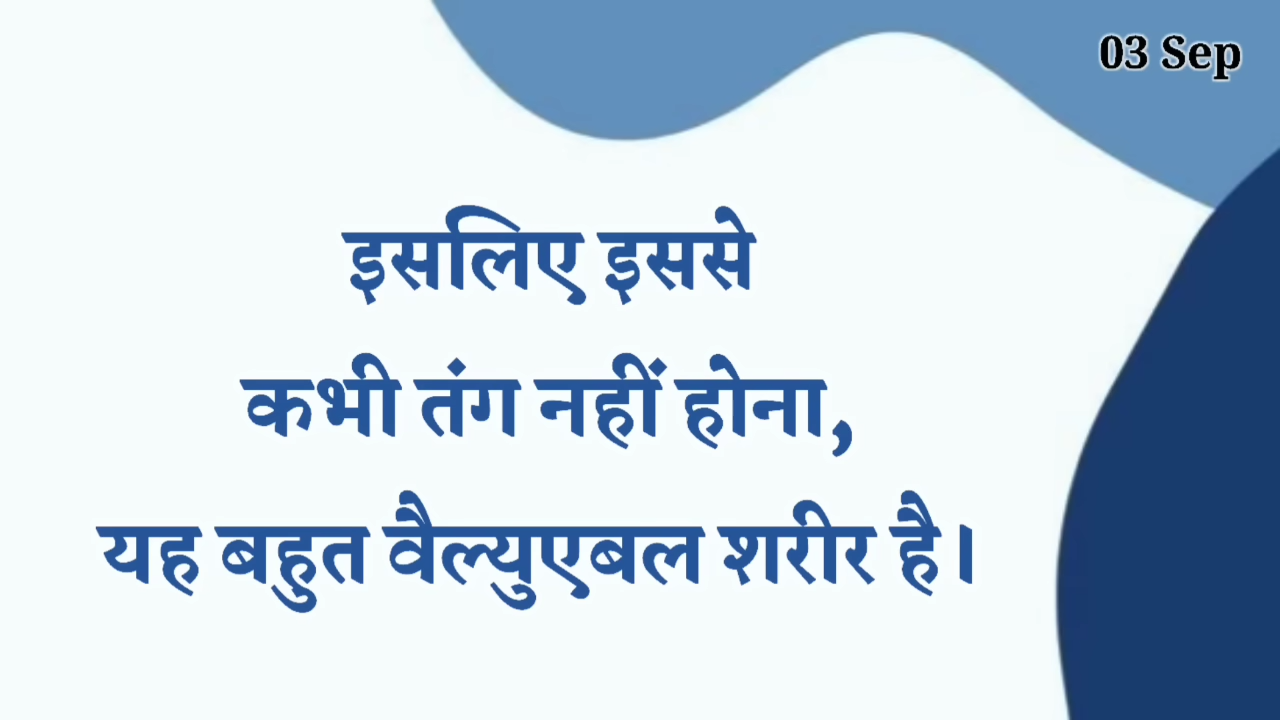 03 Sep
इसलिए इससे
कभी तंग नहीं होना,
यह बहुत वैल्युएबल शरीर है।